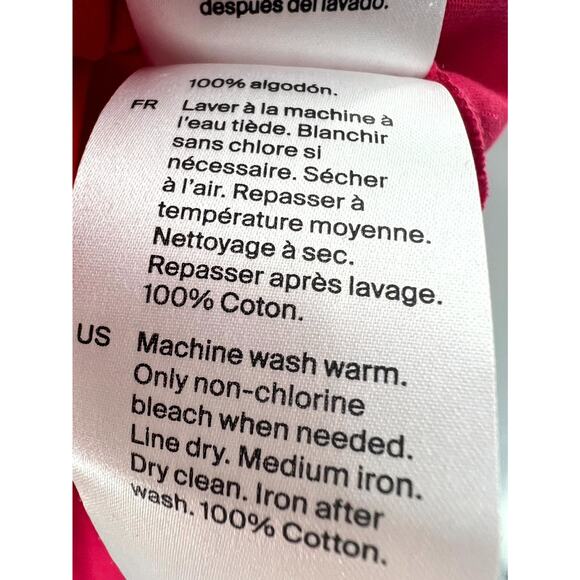 después del lavado.
100% algodón.
FR Laver à la machine à
l'eau tiède. Blanchir
sans chlore si
nécessaire. Sécher
à l'air. Repasser à
température moyenne.
Nettoyage à sec.
Repasser après lavage.
100% Coton.
US Machine wash warm.
Only non-chlorine
bleach when needed.
Line dry. Medium iron.
Dry clean. Iron after
wash. 100% Cotton.